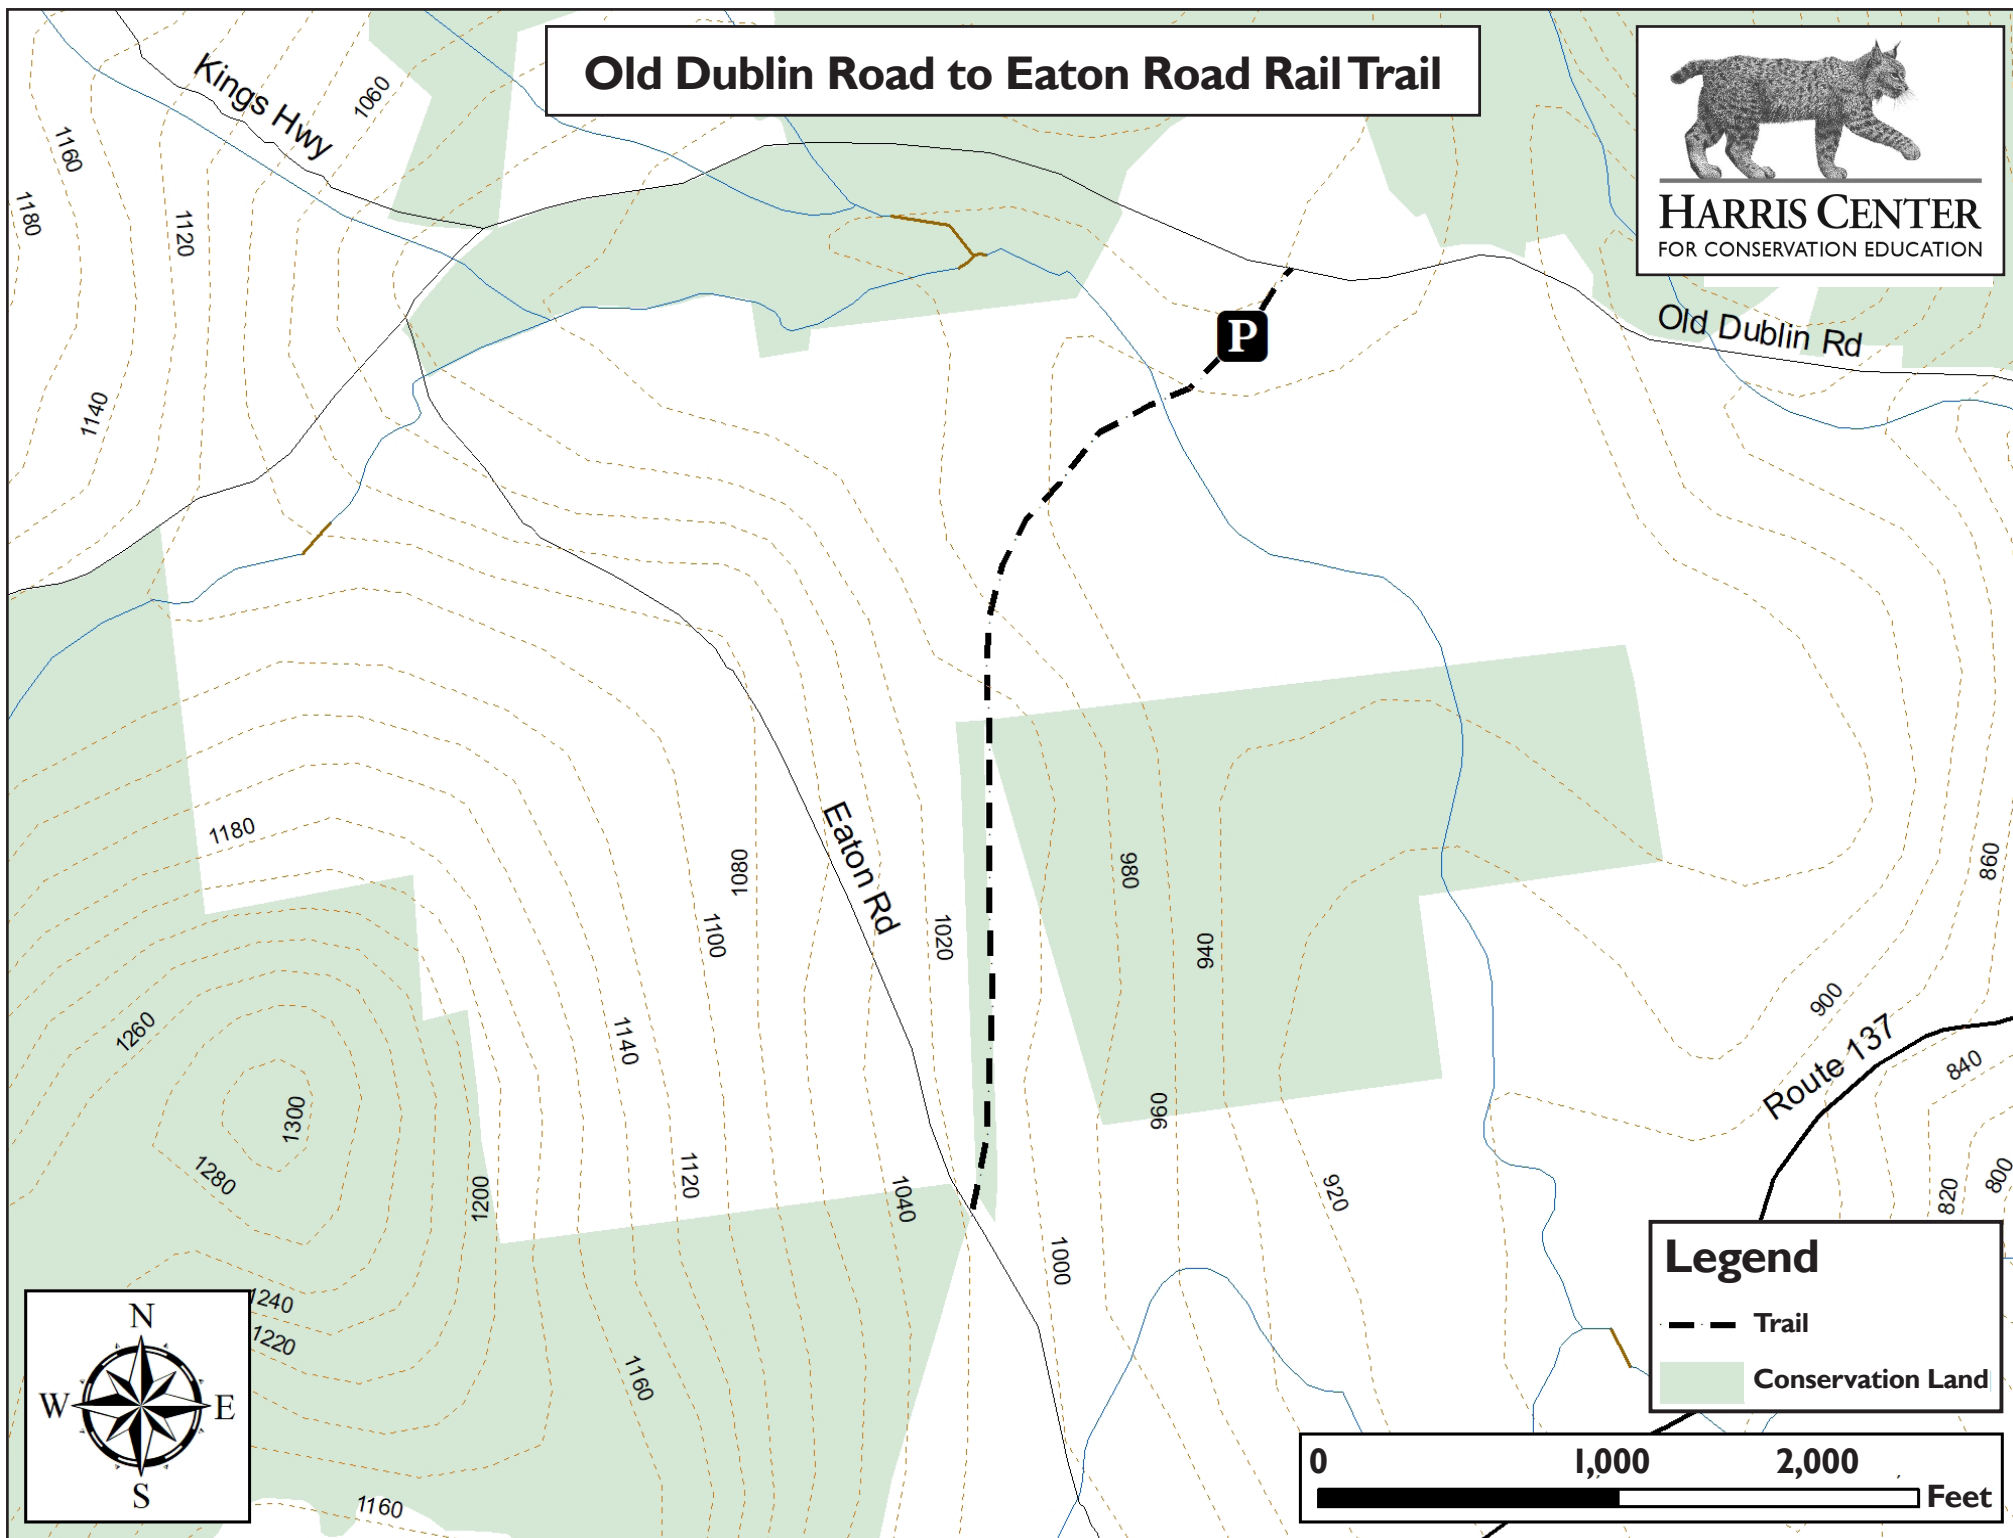 Old Dublin Road to Eaton Road Rail Trail
HARRIS CENTER
FOR CONSERVATION EDUCATION
Kings Hwy
1060
1160
1180
1120
1140
P
Old Dublin Rd
1180
Eaton Rd
1080
1100
1020
980
940
860
900
Route 137
840
1260
1140
1300
1280
1200
1120
1040
960
920
1000
820
800
1240
1220
1160
1160
N
W
E
S
Legend
Trail
Conservation Land
0 1,000 2,000
Feet